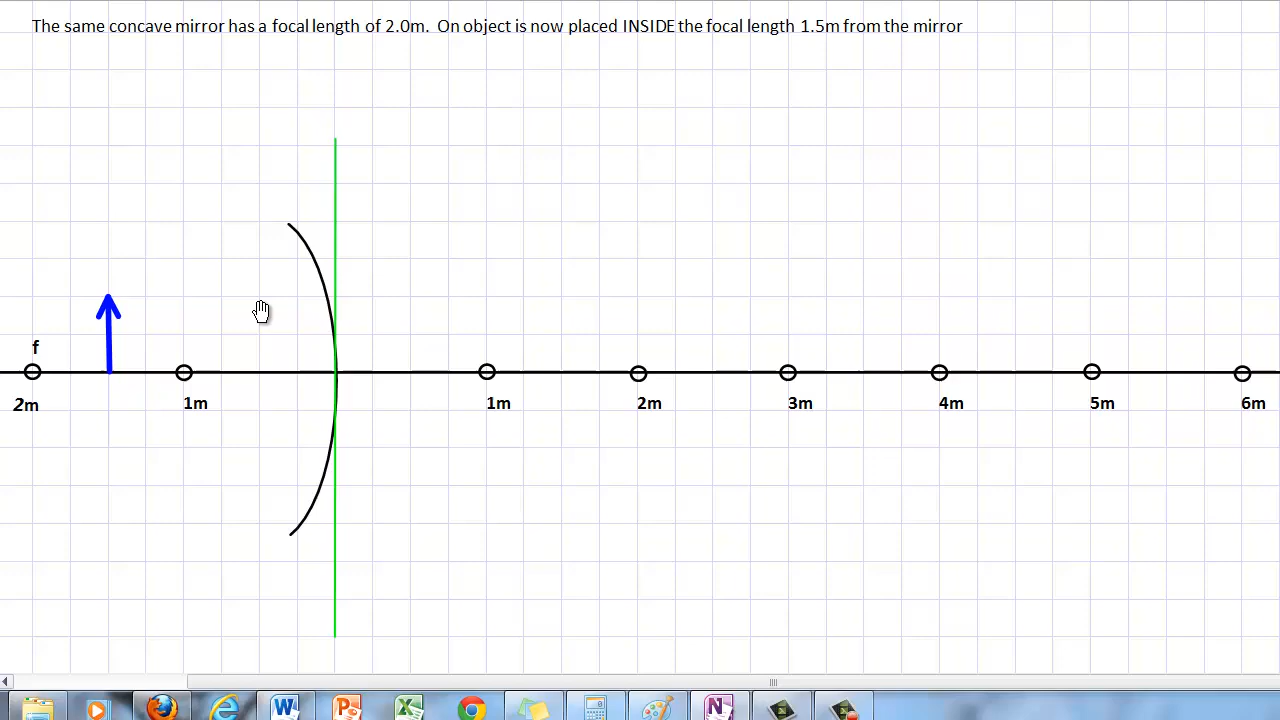 The same concave mirror has a focal length of 2.0m. On object is now placed INSIDE the focal length 1.5m from the mirror
f
2m 1m 1m 2m 3m 4m 5m 6m